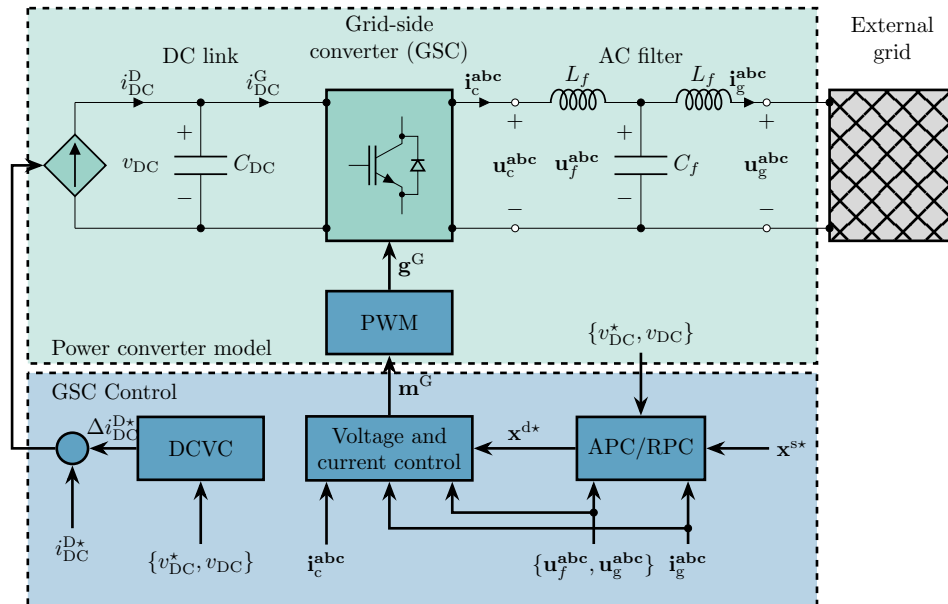 Grid-side
converter (GSC)
External
grid
DC link
AC filter
i_DC^D
i_DC^G
i_c^abc
L_f
L_f
i_g^abc
+
+
+
+
v_DC
C_DC
u_c^abc
u_f^abc
C_f
u_g^abc
−
−
−
−
g^G
PWM
{v_DC^⋆, v_DC}
Power converter model
GSC Control
m^G
Δi_DC^D⋆
DCVC
Voltage and
current control
x^d⋆
APC/RPC
x^s⋆
i_DC^D⋆
{v_DC^⋆, v_DC}
i_c^abc
{u_f^abc, u_g^abc}
i_g^abc